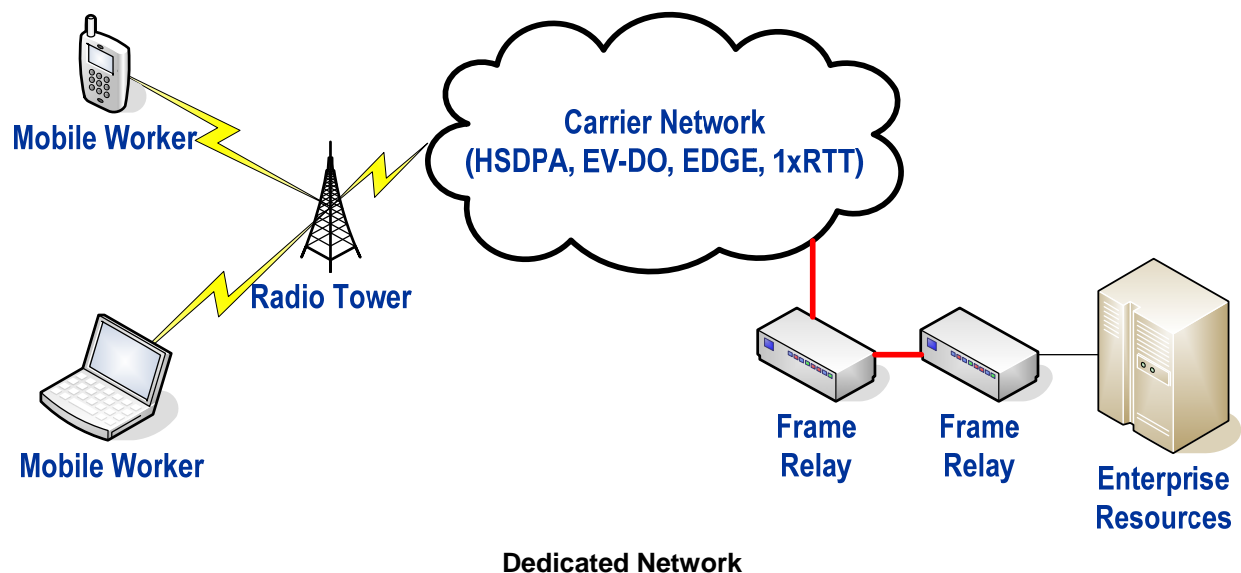 Mobile Worker
Carrier Network
(HSDPA, EV-DO, EDGE, 1xRTT)
Radio Tower
Mobile Worker
Frame
Relay
Frame
Relay
Enterprise
Resources
Dedicated Network